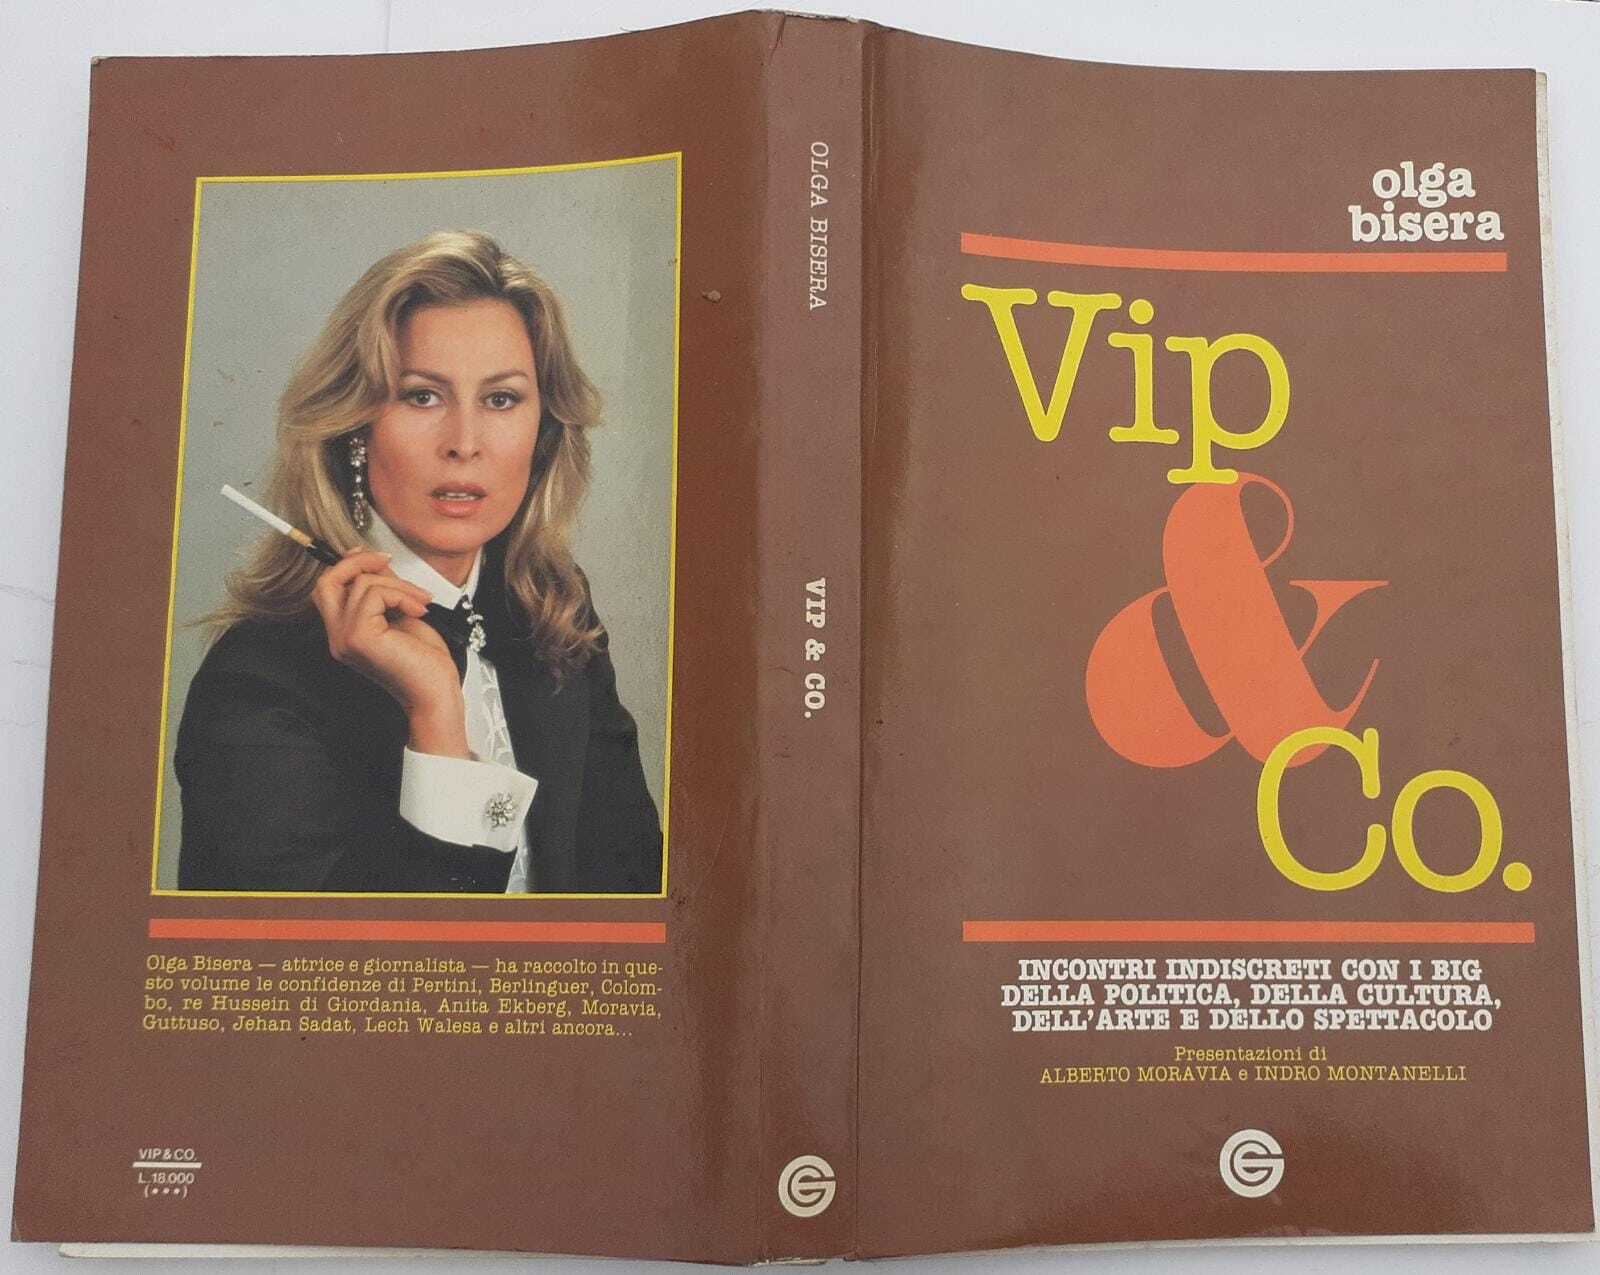 Olga Bisera — attrice e giornalista — ha raccolto in que-
sto volume le confidenze di Pertini, Berlinguer, Colom-
bo, re Hussein di Giordania, Anita Ekberg, Moravia,
Guttuso, Jehan Sadat, Lech Walesa e altri ancora...
VIP & CO.
L. 18.000
(•••)
OLGA BISERA
VIP & CO.
olga
bisera
Vip
&
Co.
INCONTRI INDISCRETI CON I BIG
DELLA POLITICA, DELLA CULTURA,
DELL'ARTE E DELLO SPETTACOLO
Presentazioni di
ALBERTO MORAVIA e INDRO MONTANELLI